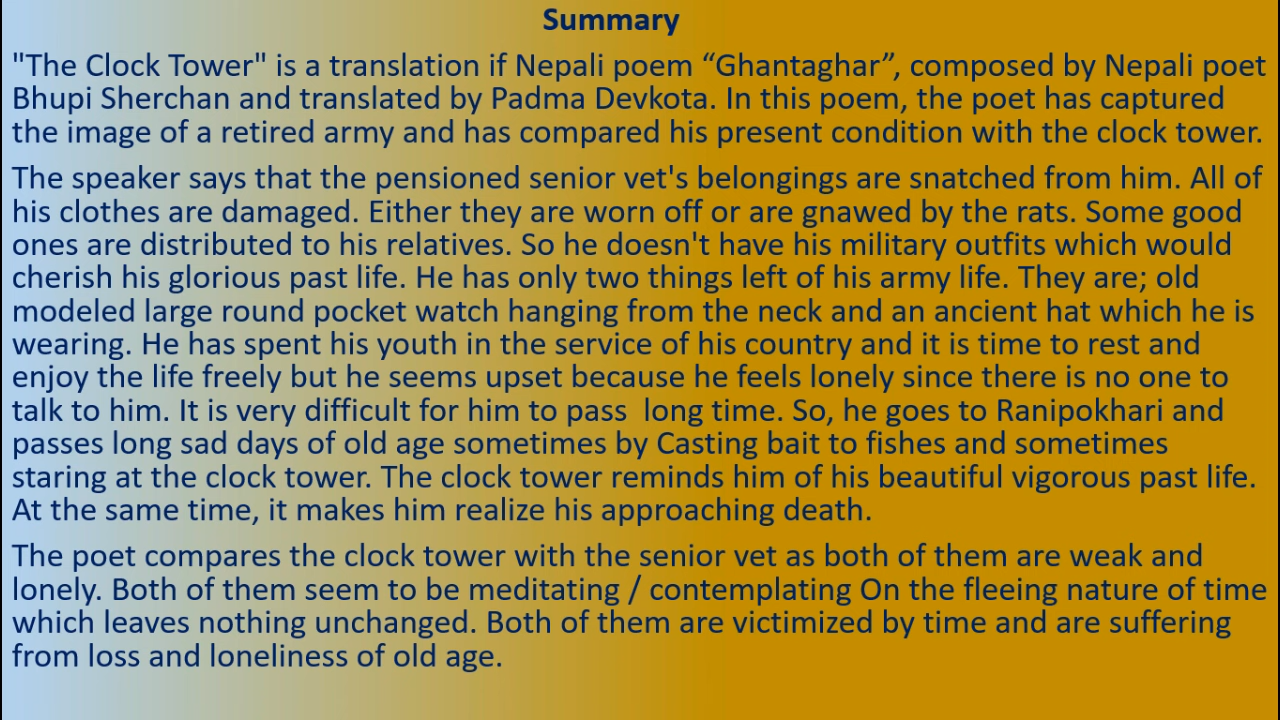 Summary
"The Clock Tower" is a translation if Nepali poem “Ghantaghar”, composed by Nepali poet
Bhupi Sherchan and translated by Padma Devkota. In this poem, the poet has captured
the image of a retired army and has compared his present condition with the clock tower.
The speaker says that the pensioned senior vet's belongings are snatched from him. All of
his clothes are damaged. Either they are worn off or are gnawed by the rats. Some good
ones are distributed to his relatives. So he doesn't have his military outfits which would
cherish his glorious past life. He has only two things left of his army life. They are; old
modeled large round pocket watch hanging from the neck and an ancient hat which he is
wearing. He has spent his youth in the service of his country and it is time to rest and
enjoy the life freely but he seems upset because he feels lonely since there is no one to
talk to him. It is very difficult for him to pass  long time. So, he goes to Ranipokhari and
passes long sad days of old age sometimes by Casting bait to fishes and sometimes
staring at the clock tower. The clock tower reminds him of his beautiful vigorous past life.
At the same time, it makes him realize his approaching death.
The poet compares the clock tower with the senior vet as both of them are weak and
lonely. Both of them seem to be meditating / contemplating On the fleeing nature of time
which leaves nothing unchanged. Both of them are victimized by time and are suffering
from loss and loneliness of old age.